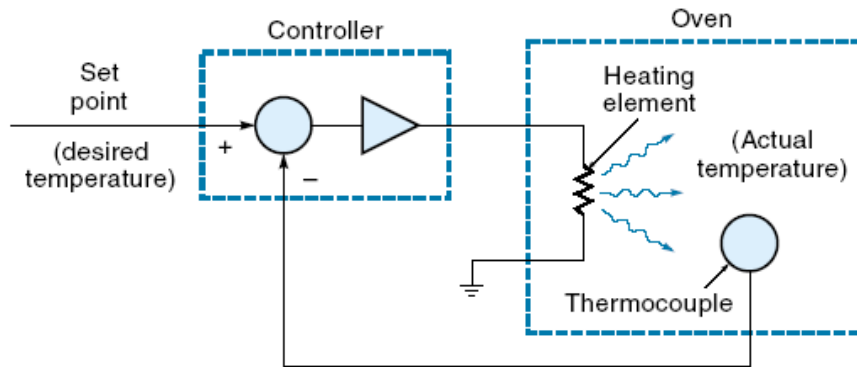 Controller
Oven
Set
point
(desired
temperature)
+
−
Heating
element
(Actual
temperature)
Thermocouple